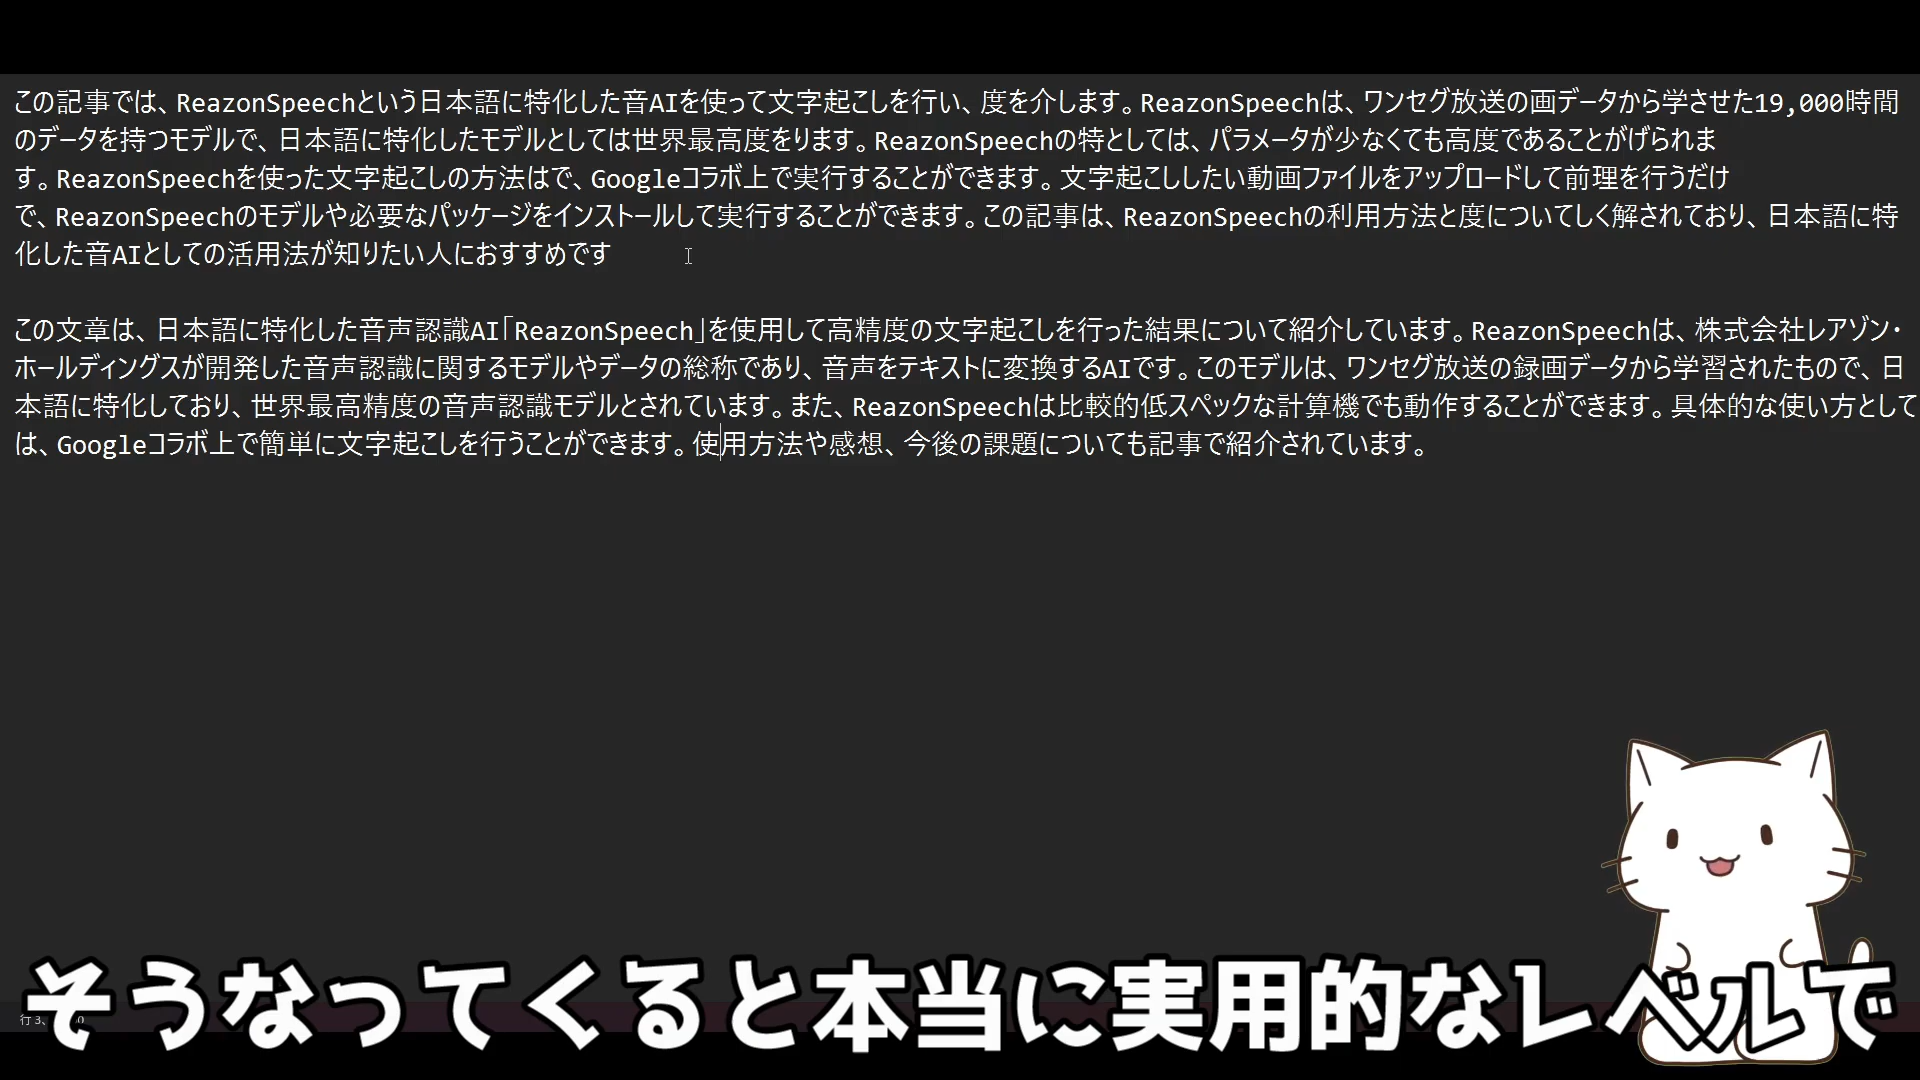 この記事では、ReazonSpeechという日本語に特化した音AIを使って文字起こしを行い、度を介します。ReazonSpeechは、ワンセグ放送の画データから学させた19,000時間
のデータを持つモデルで、日本語に特化したモデルとしては世界最高度をります。ReazonSpeechの特としては、パラメータが少なくても高度であることがげられま
す。ReazonSpeechを使った文字起こしの方法はで、Googleコラボ上で実行することができます。文字起こししたい動画ファイルをアップロードして前理を行うだけ
で、ReazonSpeechのモデルや必要なパッケージをインストールして実行することができます。この記事は、ReazonSpeechの利用方法と度についてしく解されており、日本語に特
化した音AIとしての活用法が知りたい人におすすめです
この文章は、日本語に特化した音声認識AI「ReazonSpeech」を使用して高精度の文字起こしを行った結果について紹介しています。ReazonSpeechは、株式会社レアゾン・
ホールディングスが開発した音声認識に関するモデルやデータの総称であり、音声をテキストに変換するAIです。このモデルは、ワンセグ放送の録画データから学習されたもので、日
本語に特化しており、世界最高精度の音声認識モデルとされています。また、ReazonSpeechは比較的低スペックな計算機でも動作することができます。具体的な使い方として
は、Googleコラボ上で簡単に文字起こしを行うことができます。使用方法や感想、今後の課題についても記事で紹介されています。
そうなってくると本当に実用的なレベルで
行 3、